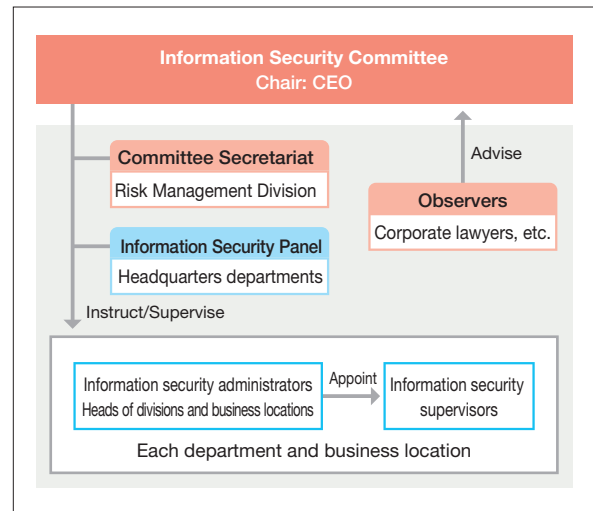 Information Security Committee
Chair: CEO
Committee Secretariat
Risk Management Division
Advise
Observers
Corporate lawyers, etc.
Information Security Panel
Headquarters departments
Instruct/Supervise
Information security administrators
Heads of divisions and business locations
Appoint
Information security
supervisors
Each department and business location